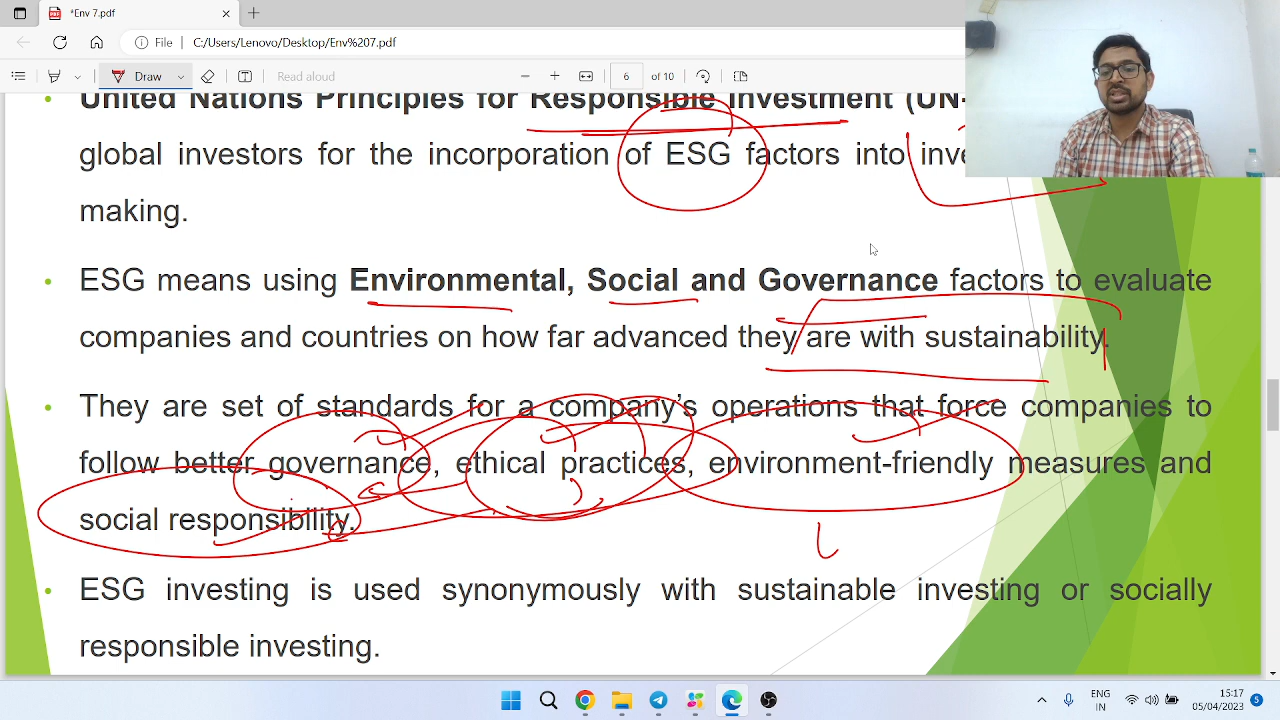 *Env 7.pdf
File C:/Users/Lenovo/Desktop/Env%207.pdf
Draw Read aloud 6 of 10
United Nations Principles for Responsible Investment (UN-
global investors for the incorporation of ESG factors into
making.
ESG means using Environmental, Social and Governance factors to evaluate
companies and countries on how far advanced they are with sustainability.
They are set of standards for a company's operations that force companies to
follow better governance, ethical practices, environment-friendly measures and
social responsibility.
ESG investing is used synonymously with sustainable investing or socially
responsible investing.
ENG 15:17
IN 05/04/2023 5